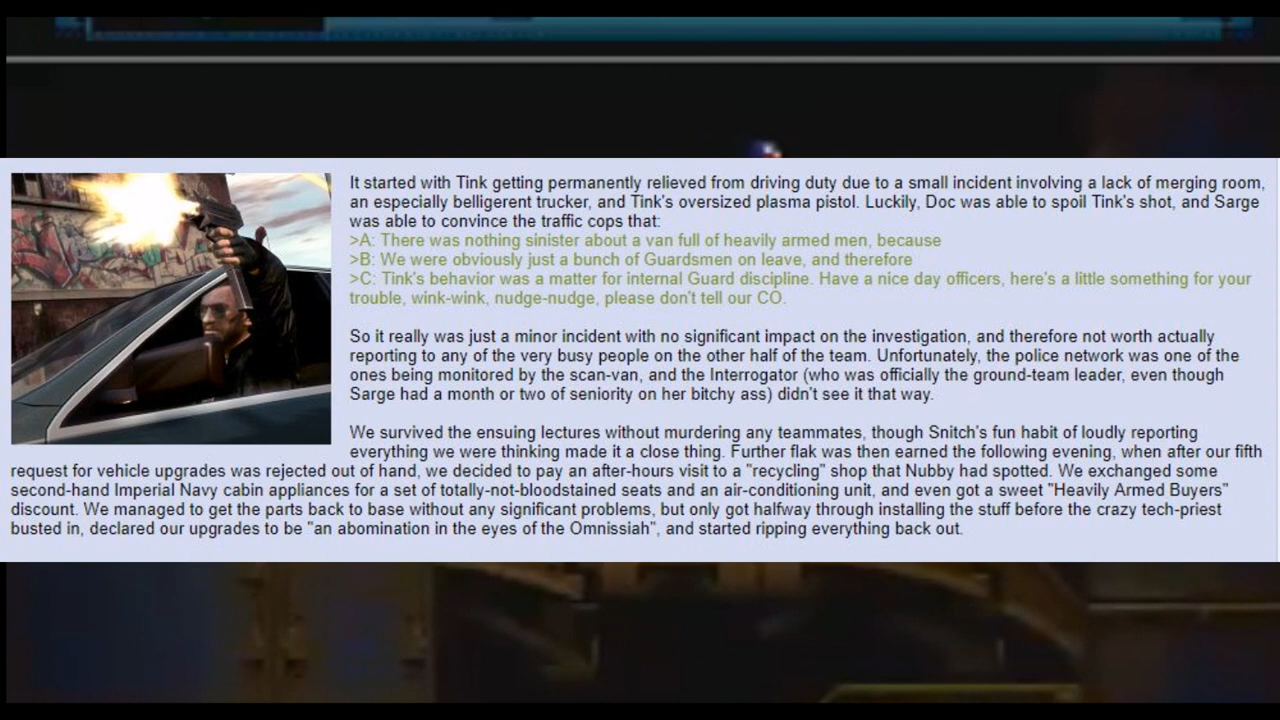 It started with Tink getting permanently relieved from driving duty due to a small incident involving a lack of merging room,
an especially belligerent trucker, and Tink's oversized plasma pistol. Luckily, Doc was able to spoil Tink's shot, and Sarge
was able to convince the traffic cops that:
>A: There was nothing sinister about a van full of heavily armed men, because
>B: We were obviously just a bunch of Guardsmen on leave, and therefore
>C: Tink's behavior was a matter for internal Guard discipline. Have a nice day officers, here's a little something for your
trouble, wink-wink, nudge-nudge, please don't tell our CO.
So it really was just a minor incident with no significant impact on the investigation, and therefore not worth actually
reporting to any of the very busy people on the other half of the team. Unfortunately, the police network was one of the
ones being monitored by the scan-van, and the Interrogator (who was officially the ground-team leader, even though
Sarge had a month or two of seniority on her bitchy ass) didn't see it that way.
We survived the ensuing lectures without murdering any teammates, though Snitch's fun habit of loudly reporting
everything we were thinking made it a close thing. Further flak was then earned the following evening, when after our fifth
request for vehicle upgrades was rejected out of hand, we decided to pay an after-hours visit to a "recycling" shop that Nubby had spotted. We exchanged some
second-hand Imperial Navy cabin appliances for a set of totally-not-bloodstained seats and an air-conditioning unit, and even got a sweet "Heavily Armed Buyers"
discount. We managed to get the parts back to base without any significant problems, but only got halfway through installing the stuff before the crazy tech-priest
busted in, declared our upgrades to be "an abomination in the eyes of the Omnissiah", and started ripping everything back out.